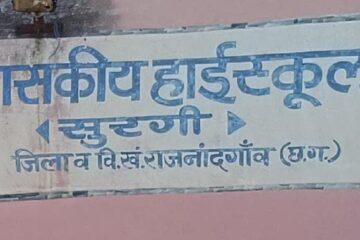 ासकीय हाईस्कूल
सुरगी
जिला व वि.खं. राजनांदगाँव (छ.ग.)